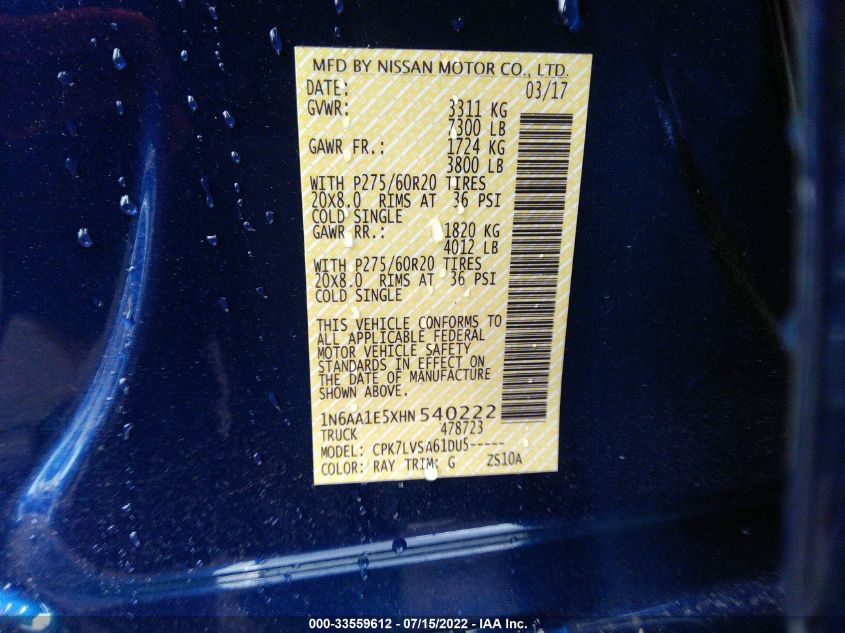 MFD BY NISSAN MOTOR CO., LTD.
DATE: 03/17
GVWR: 3311 KG
7300 LB
GAWR FR.: 1724 KG
3800 LB
WITH P275/60R20 TIRES
20X8.0 RIMS AT 36 PSI
COLD SINGLE
GAWR RR.: 1820 KG
4012 LB
WITH P275/60R20 TIRES
20X8.0 RIMS AT 36 PSI
COLD SINGLE
THIS VEHICLE CONFORMS TO
ALL APPLICABLE FEDERAL
MOTOR VEHICLE SAFETY
STANDARDS IN EFFECT ON
THE DATE OF MANUFACTURE
SHOWN ABOVE.
1N6AA1E5XHN540222
TRUCK 478723
MODEL: CPK7LVSA61DU5-----
COLOR: RAY TRIM: G ZS10A
000-33559612 - 07/15/2022 - IAA Inc.